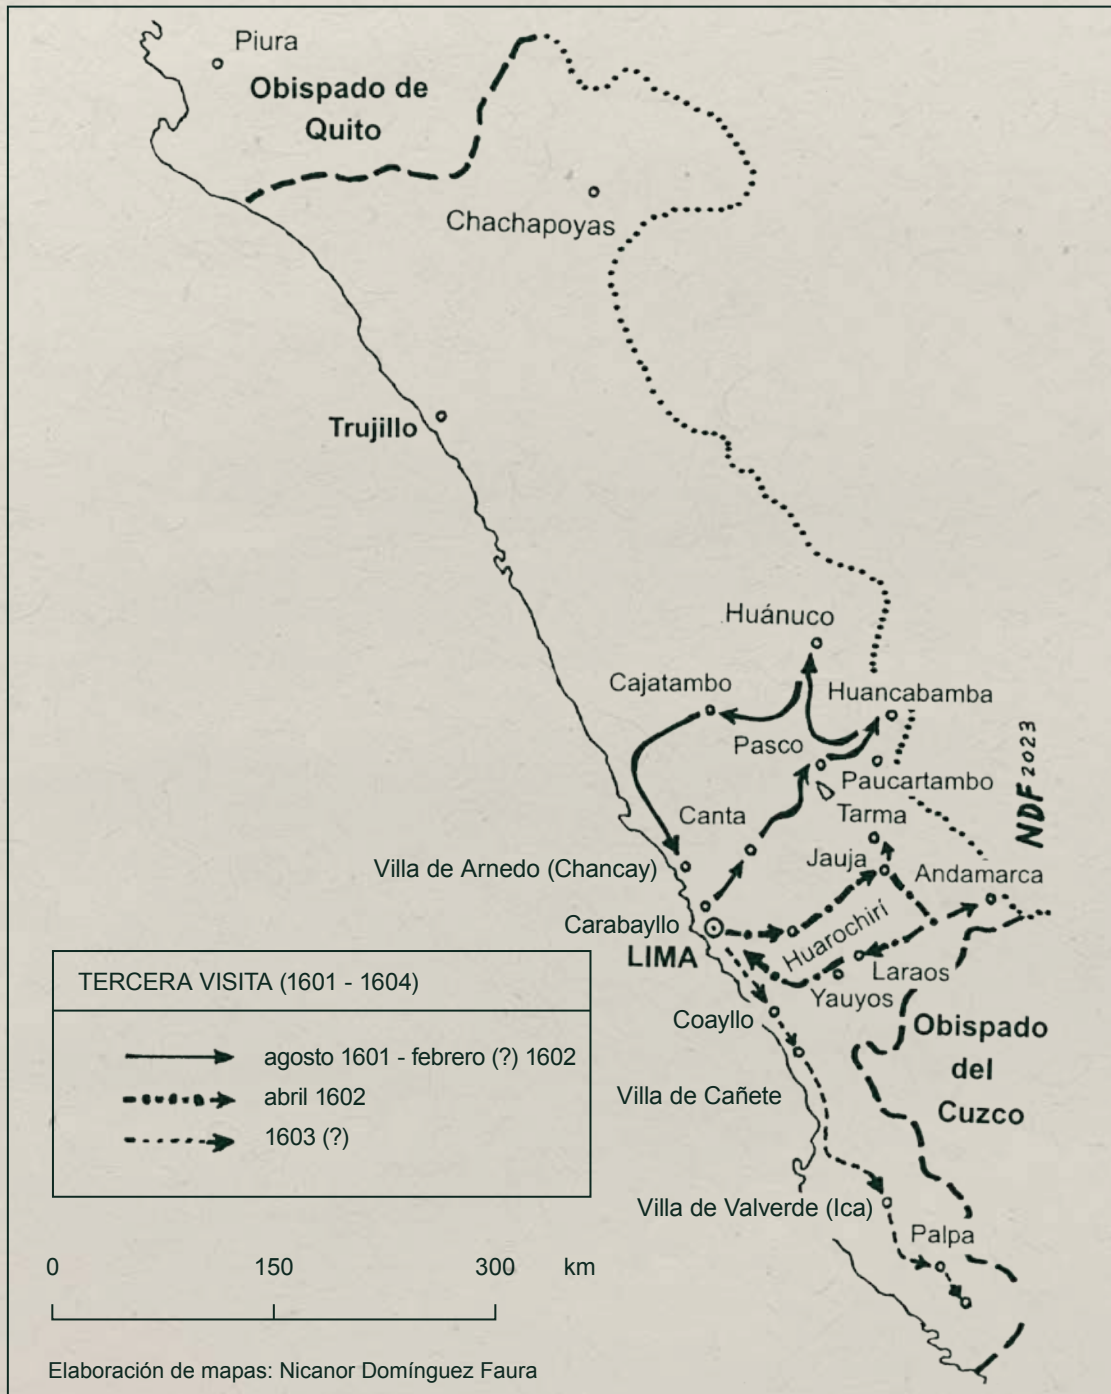 Piura
Obispado de
Quito
Chachapoyas
Trujillo
Huánuco
Cajatambo
Huancabamba
Pasco
Paucartambo
NDF 2023
Canta
Tarma
Villa de Arnedo (Chancay)
Jauja
Andamarca
Carabayllo
Huarochirí
LIMA
Laraos
Yauyos
Coayllo
Obispado
del
Cuzco
Villa de Cañete
Villa de Valverde (Ica)
Palpa
TERCERA VISITA (1601 - 1604)
agosto 1601 - febrero (?) 1602
abril 1602
1603 (?)
0 150 300 km
Elaboración de mapas: Nicanor Domínguez Faura